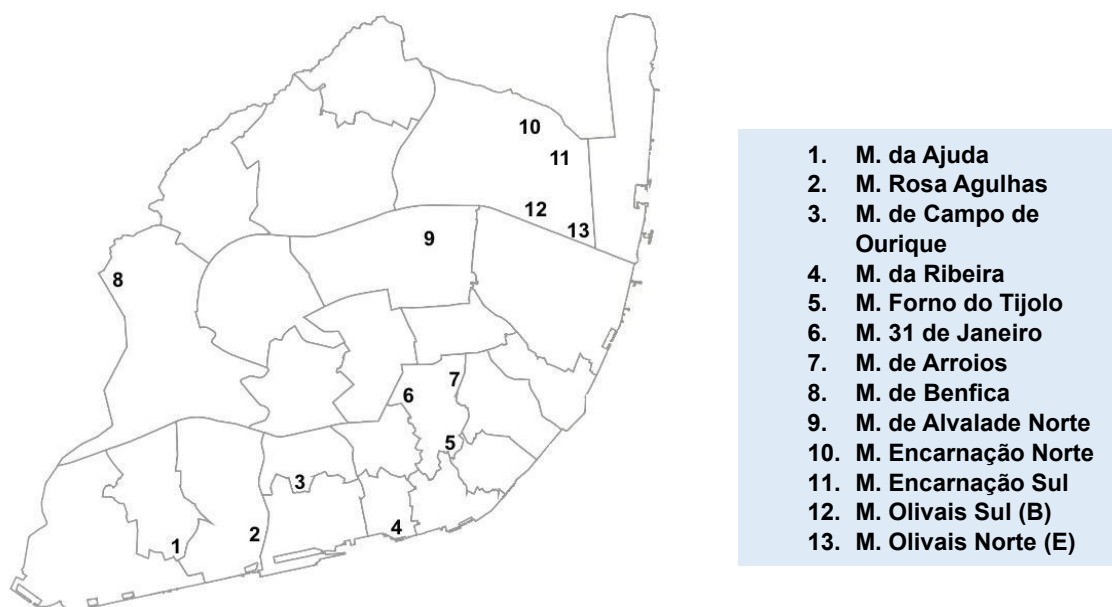 10
11
12
13
9
8
7
6
5
3
4
2
1
1. M. da Ajuda
2. M. Rosa Agulhas
3. M. de Campo de
Ourique
4. M. da Ribeira
5. M. Forno do Tijolo
6. M. 31 de Janeiro
7. M. de Arroios
8. M. de Benfica
9. M. de Alvalade Norte
10. M. Encarnação Norte
11. M. Encarnação Sul
12. M. Olivais Sul (B)
13. M. Olivais Norte (E)